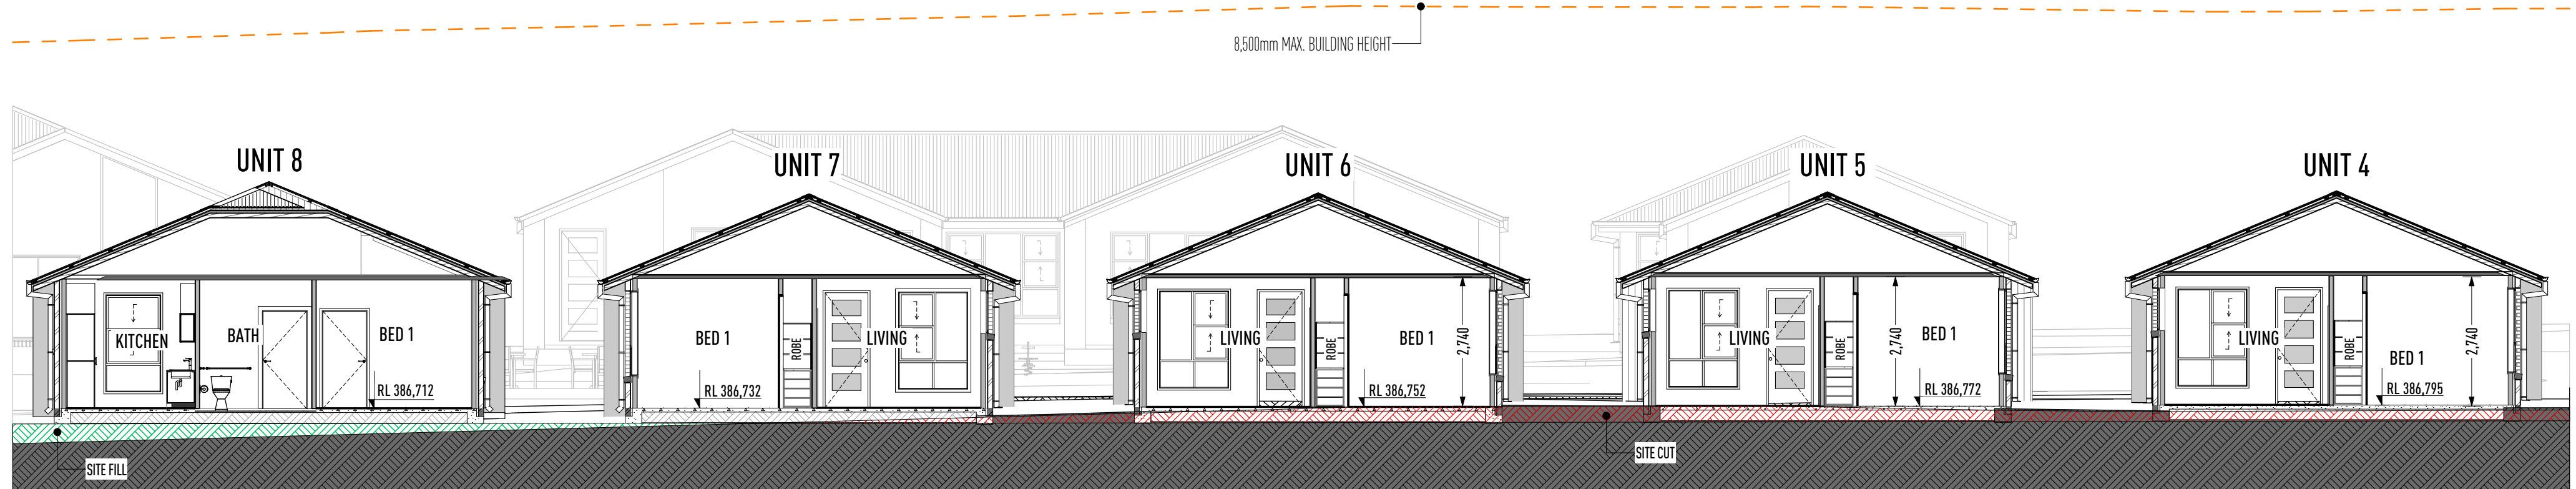 8,500mm MAX. BUILDING HEIGHT
UNIT 8
UNIT 7
UNIT 6
UNIT 5
UNIT 4
KITCHEN
BATH
BED 1
RL 386,712
BED 1
ROBE
LIVING
RL 386,732
LIVING
ROBE
BED 1
2,740
RL 386,752
LIVING
ROBE
2,740
BED 1
RL 386,772
LIVING
ROBE
BED 1
2,740
RL 386,795
SITE FILL
SITE CUT